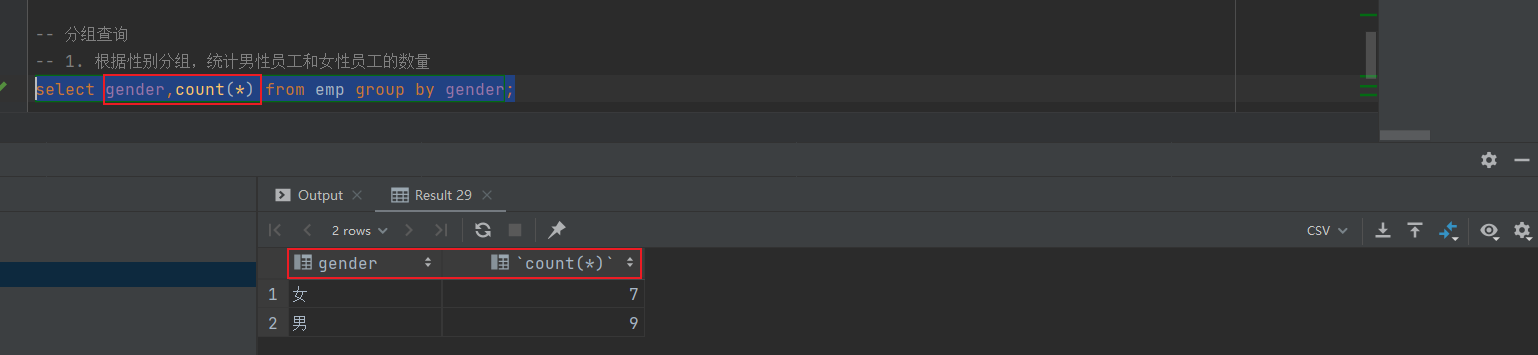 -- 分组查询
-- 1. 根据性别分组，统计男性员工和女性员工的数量
select gender,count(*) from emp group by gender;
Output
Result 29
2 rows
CSV
gender
`count(*)`
1 女 7
2 男 9